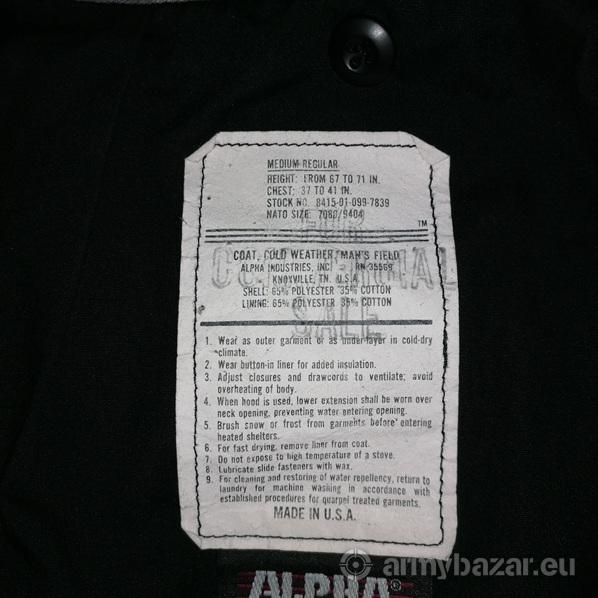 MEDIUM-REGULAR
HEIGHT: FROM 67 TO 71 IN.
CHEST: 37 TO 41 IN.
STOCK NO. 8415-01-099-7839
NATO SIZE: 7080/9404
TM
FOR
COMMERCIAL
SALE
COAT, COLD WEATHER, MAN'S FIELD
ALPHA INDUSTRIES, INC. RN-35569
KNOXVILLE, TN. U.S.A.
SHELL: 65% POLYESTER 35% COTTON
LINING: 65% POLYESTER 35% COTTON
1. Wear as outer garment or as under-layer in cold-dry
climate.
2. Wear button-in liner for added insulation.
3. Adjust closures and drawcords to ventilate; avoid
overheating of body.
4. When hood is used, lower extension shall be worn over
neck opening, preventing water entering opening.
5. Brush snow or frost from garments before entering
heated shelters.
6. For fast drying, remove liner from coat.
7. Do not expose to high temperature of a stove.
8. Lubricate slide fasteners with wax.
9. For cleaning and restoring of water repellency, return to
laundry for machine washing in accordance with
established procedures for quarpel treated garments.
MADE IN U.S.A.
ALPHA®
armybazar.eu